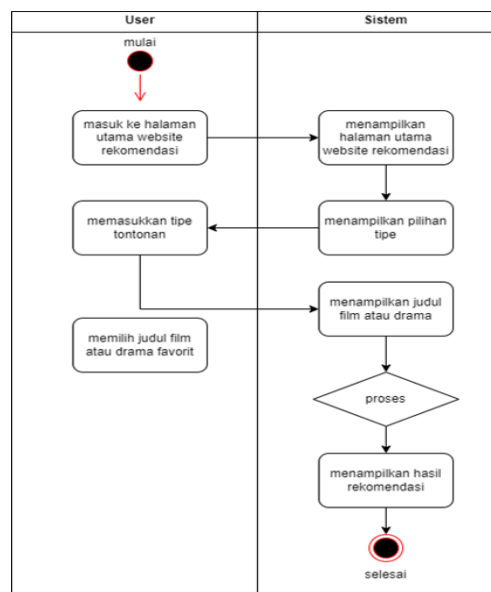 User
Sistem
mulai
masuk ke halaman
utama website
rekomendasi
menampilkan
halaman utama
website rekomendasi
memasukkan tipe
tontonan
menampilkan pilihan
tipe
menampilkan judul
film atau drama
memilih judul film
atau drama favorit
proses
menampilkan hasil
rekomendasi
selesai